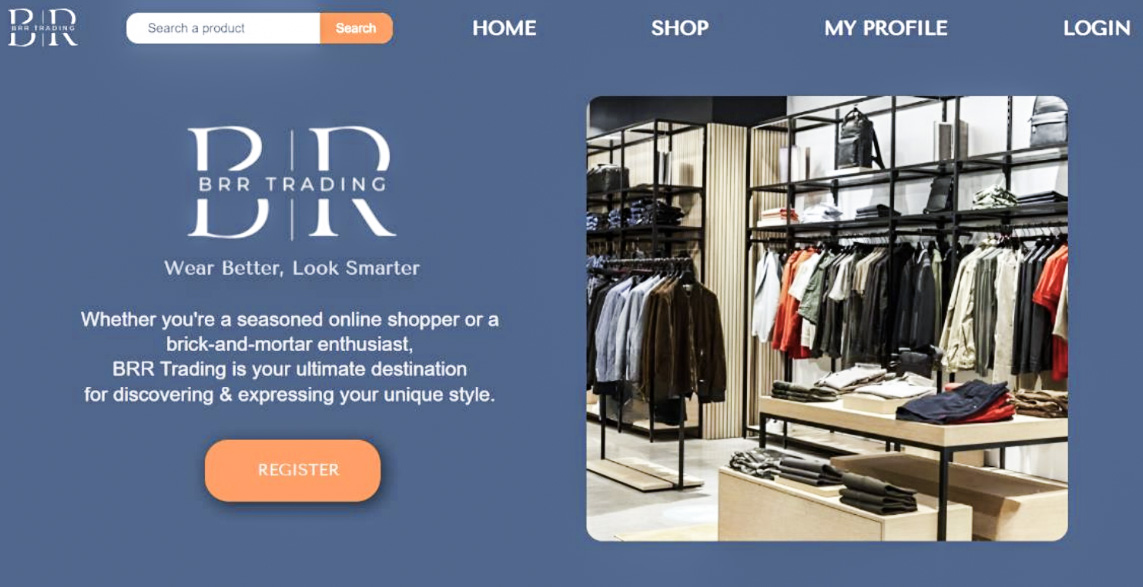 BRR TRADING
Search a product
Search
HOME
SHOP
MY PROFILE
LOGIN
B|R
BRR TRADING
Wear Better, Look Smarter
Whether you're a seasoned online shopper or a
brick-and-mortar enthusiast,
BRR Trading is your ultimate destination
for discovering & expressing your unique style.
REGISTER